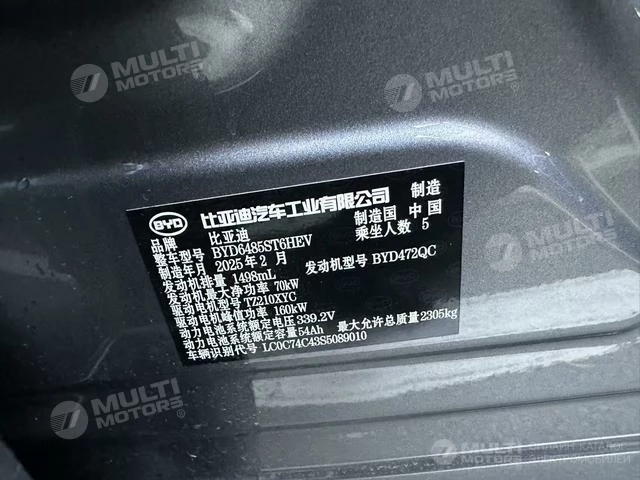 MULTI
MOTORS
MULTI
MOTORS
MULTI
MOTORS
BYD 比亚迪汽车工业有限公司 制造
品牌 比亚迪 制造国 中国
整车型号 BYD6485ST6HEV 乘坐人数 5
制造年月 2025年2月
发动机排量 1498mL 发动机型号 BYD472QC
发动机最大净功率 70kW
驱动电机型号 TZ210XYC
驱动电机峰值功率 160kW
动力电池系统额定电压 339.2V
动力电池系统额定容量 54Ah 最大允许总质量 2305kg
车辆识别代号 LC0C74C43S5089010
MULTI
MOTORS
MULTI
MOTORS
MULTI